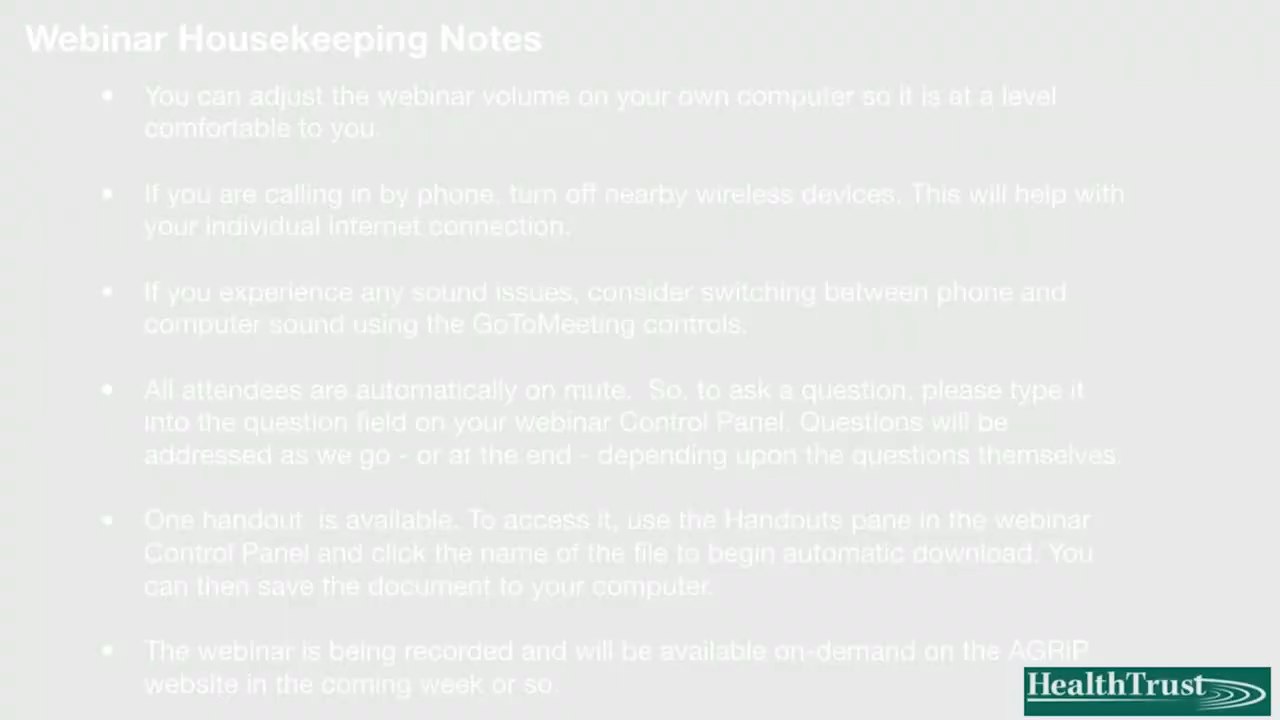 Webinar Housekeeping Notes
• You can adjust the webinar volume on your own computer so it is at a level
comfortable to you.
• If you are calling in by phone, turn off nearby wireless devices. This will help with
your individual Internet connection.
• If you experience any sound issues, consider switching between phone and
computer sound using the GoToMeeting controls.
• All attendees are automatically on mute. So, to ask a question, please type it
into the question field on your webinar Control Panel. Questions will be
addressed as we go - or at the end - depending upon the questions themselves.
• One handout is available. To access it, use the Handouts pane in the webinar
Control Panel and click the name of the file to begin automatic download. You
can then save the document to your computer.
• The webinar is being recorded and will be available on-demand on the AGRiP
website in the coming week or so.
HealthTrust